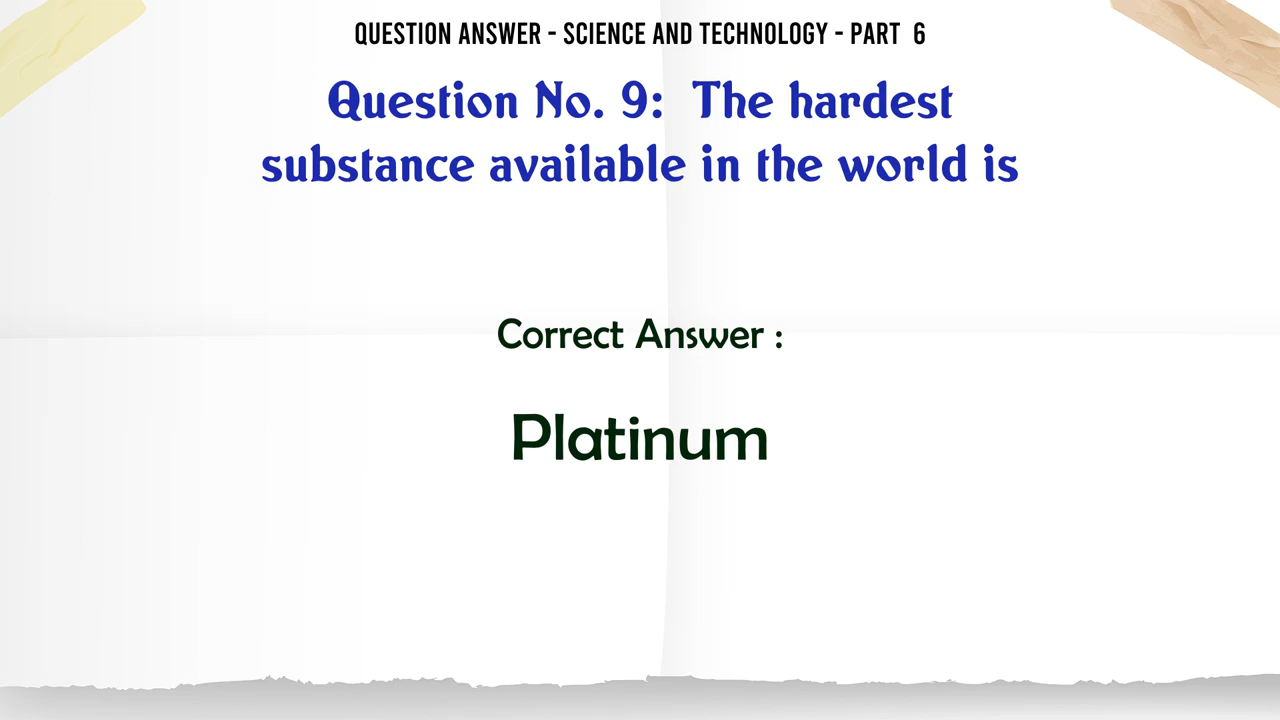 QUESTION ANSWER - SCIENCE AND TECHNOLOGY - PART 6
Question No. 9: The hardest
substance available in the world is
Correct Answer :
Platinum